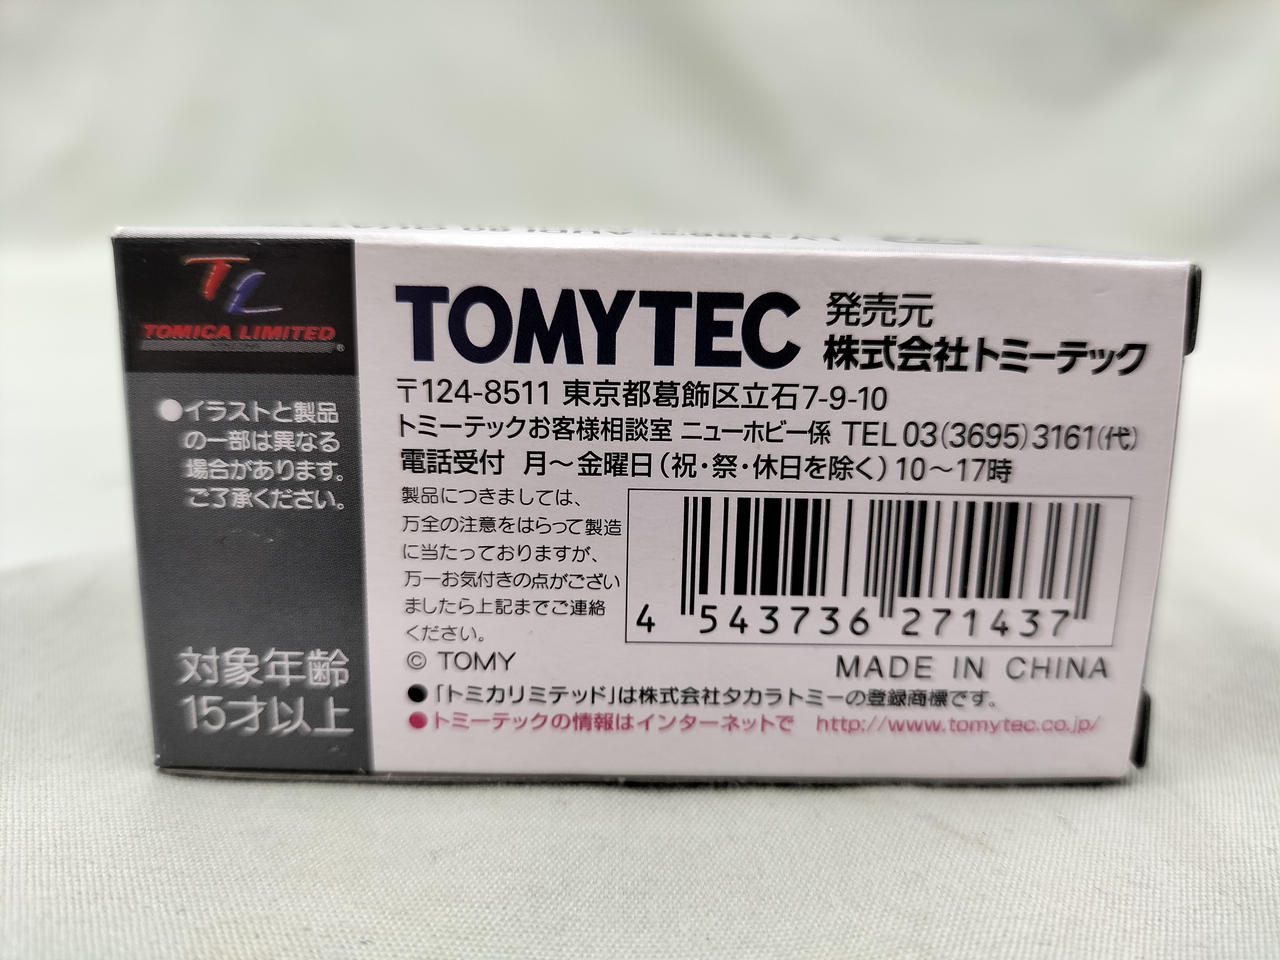 TL
TOMICA LIMITED
®
●イラストと製品
の一部は異なる
場合があります。
ご了承ください。
対象年齢
15才以上
TOMYTEC
発売元
株式会社トミーテック
〒124-8511 東京都葛飾区立石7-9-10
トミーテックお客様相談室 ニューホビー係 TEL 03(3695)3161(代)
電話受付 月〜金曜日(祝・祭・休日を除く)10〜17時
製品につきましては、
万全の注意をはらって製造
に当たっておりますが、
万一お気付きの点がござい
ましたら上記までご連絡
ください。
© TOMY
4 543736 271437
MADE IN CHINA
●「トミカリミテッド」は株式会社タカラトミーの登録商標です。
●トミーテックの情報はインターネットで http://www.tomytec.co.jp/